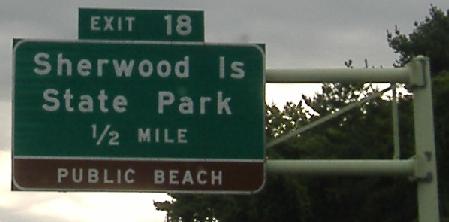 EXIT 18
Sherwood Is
State Park
1/2 MILE
PUBLIC BEACH